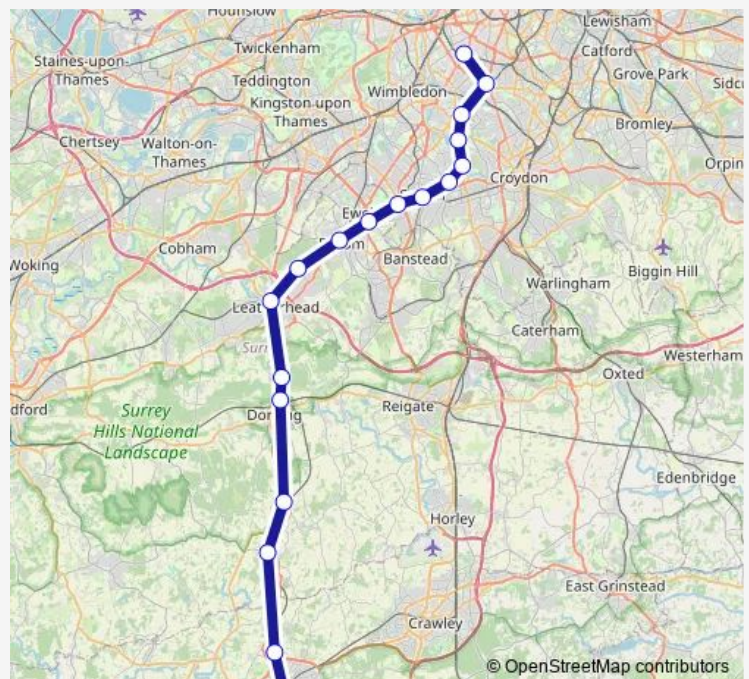 Hounslow
Lewisham
Twickenham
Catford
Staines-upon-
Thames
Teddington
Grove Park
Kingston upon
Thames
Wimbledon
Bromley
Chertsey
Walton-on-
Thames
Croydon
Cobham
Banstead
Woking
Biggin Hill
Warlingham
Caterham
Westerham
Oxted
Reigate
Surrey
Hills National
Landscape
Edenbridge
Horley
East Grinstead
Crawley
© OpenStreetMap contributors